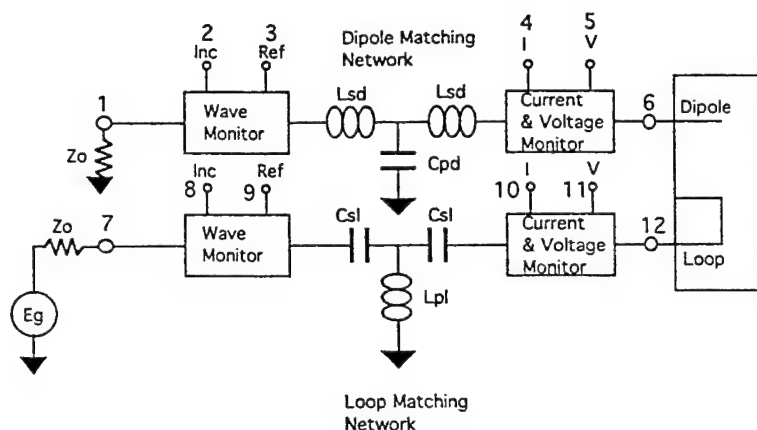 2 3 Dipole Matching Network 4 5
Inc Ref I V
Lsd Lsd
1 Wave Monitor Current & Voltage Monitor 6 Dipole
Zo
Cpd
Inc Ref I V
8 9 10 11
Zo 7 Csl Csl 12
Wave Monitor Current & Voltage Monitor Loop
Eg Lpl
Loop Matching
Network